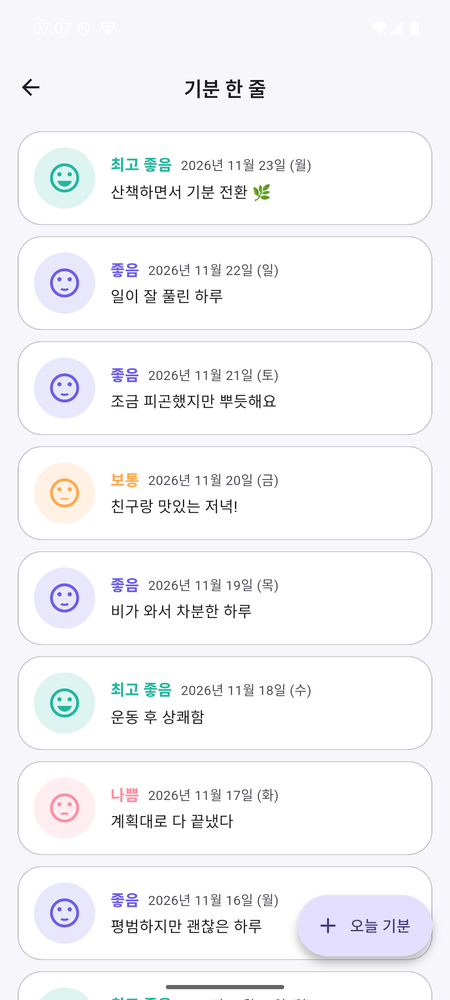 07:07
기분 한 줄
최고 좋음 2026년 11월 23일 (월)
산책하면서 기분 전환 🌿
좋음 2026년 11월 22일 (일)
일이 잘 풀린 하루
좋음 2026년 11월 21일 (토)
조금 피곤했지만 뿌듯해요
보통 2026년 11월 20일 (금)
친구랑 맛있는 저녁!
좋음 2026년 11월 19일 (목)
비가 와서 차분한 하루
최고 좋음 2026년 11월 18일 (수)
운동 후 상쾌함
나쁨 2026년 11월 17일 (화)
계획대로 다 끝냈다
좋음 2026년 11월 16일 (월)
평범하지만 괜찮은 하루
+ 오늘 기분